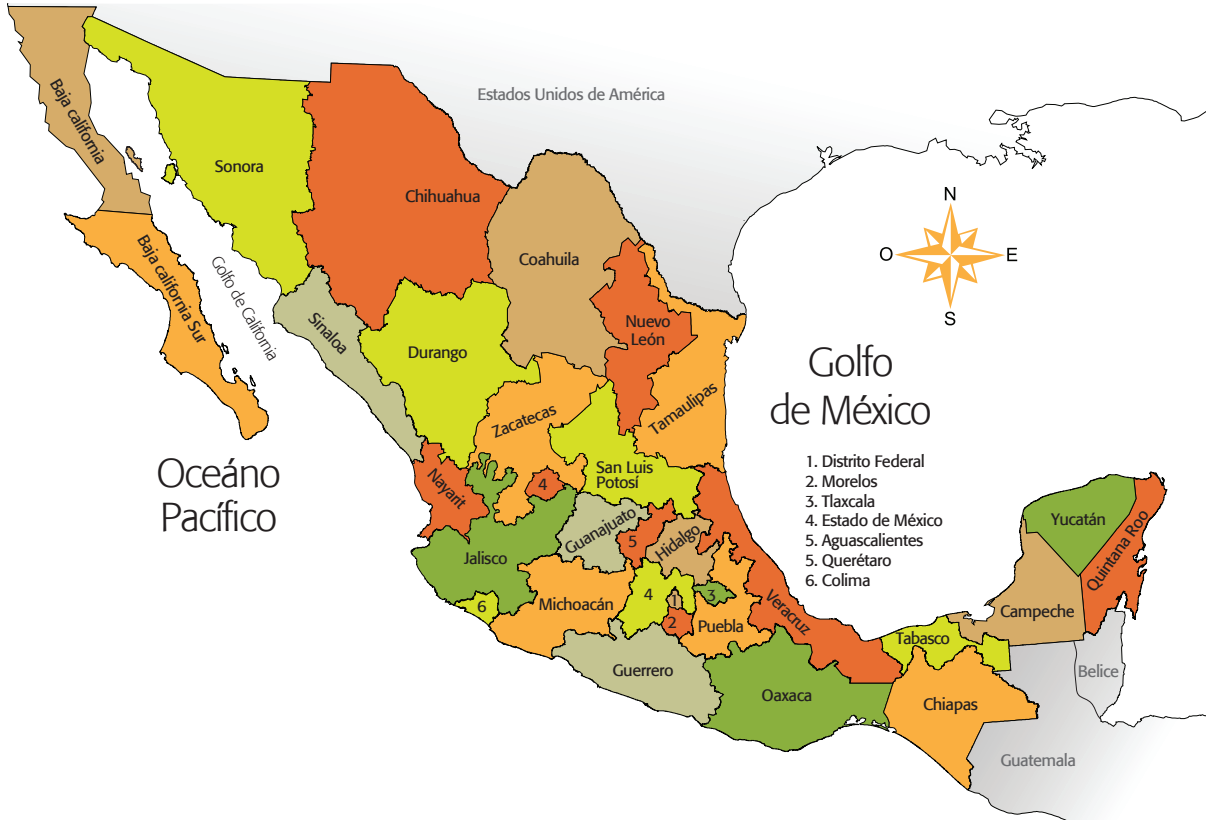 Estados Unidos de América
Baja california
Sonora
Chihuahua
N
O
E
S
Coahuila
Baja california Sur
Golfo de California
Sinaloa
Nuevo
León
Durango
Golfo
de México
Tamaulipas
Zacatecas
Oceáno
Pacífico
San Luis
Potosí
Nayarit
4
1. Distrito Federal
2. Morelos
3. Tlaxcala
4. Estado de México
5. Aguascalientes
5. Querétaro
6. Colima
Yucatán
Quintana Roo
Guanajuato
5
Hidalgo
Jalisco
6
Michoacán
4
1
3
2
Puebla
Veracruz
Campeche
Tabasco
Guerrero
Oaxaca
Chiapas
Belice
Guatemala